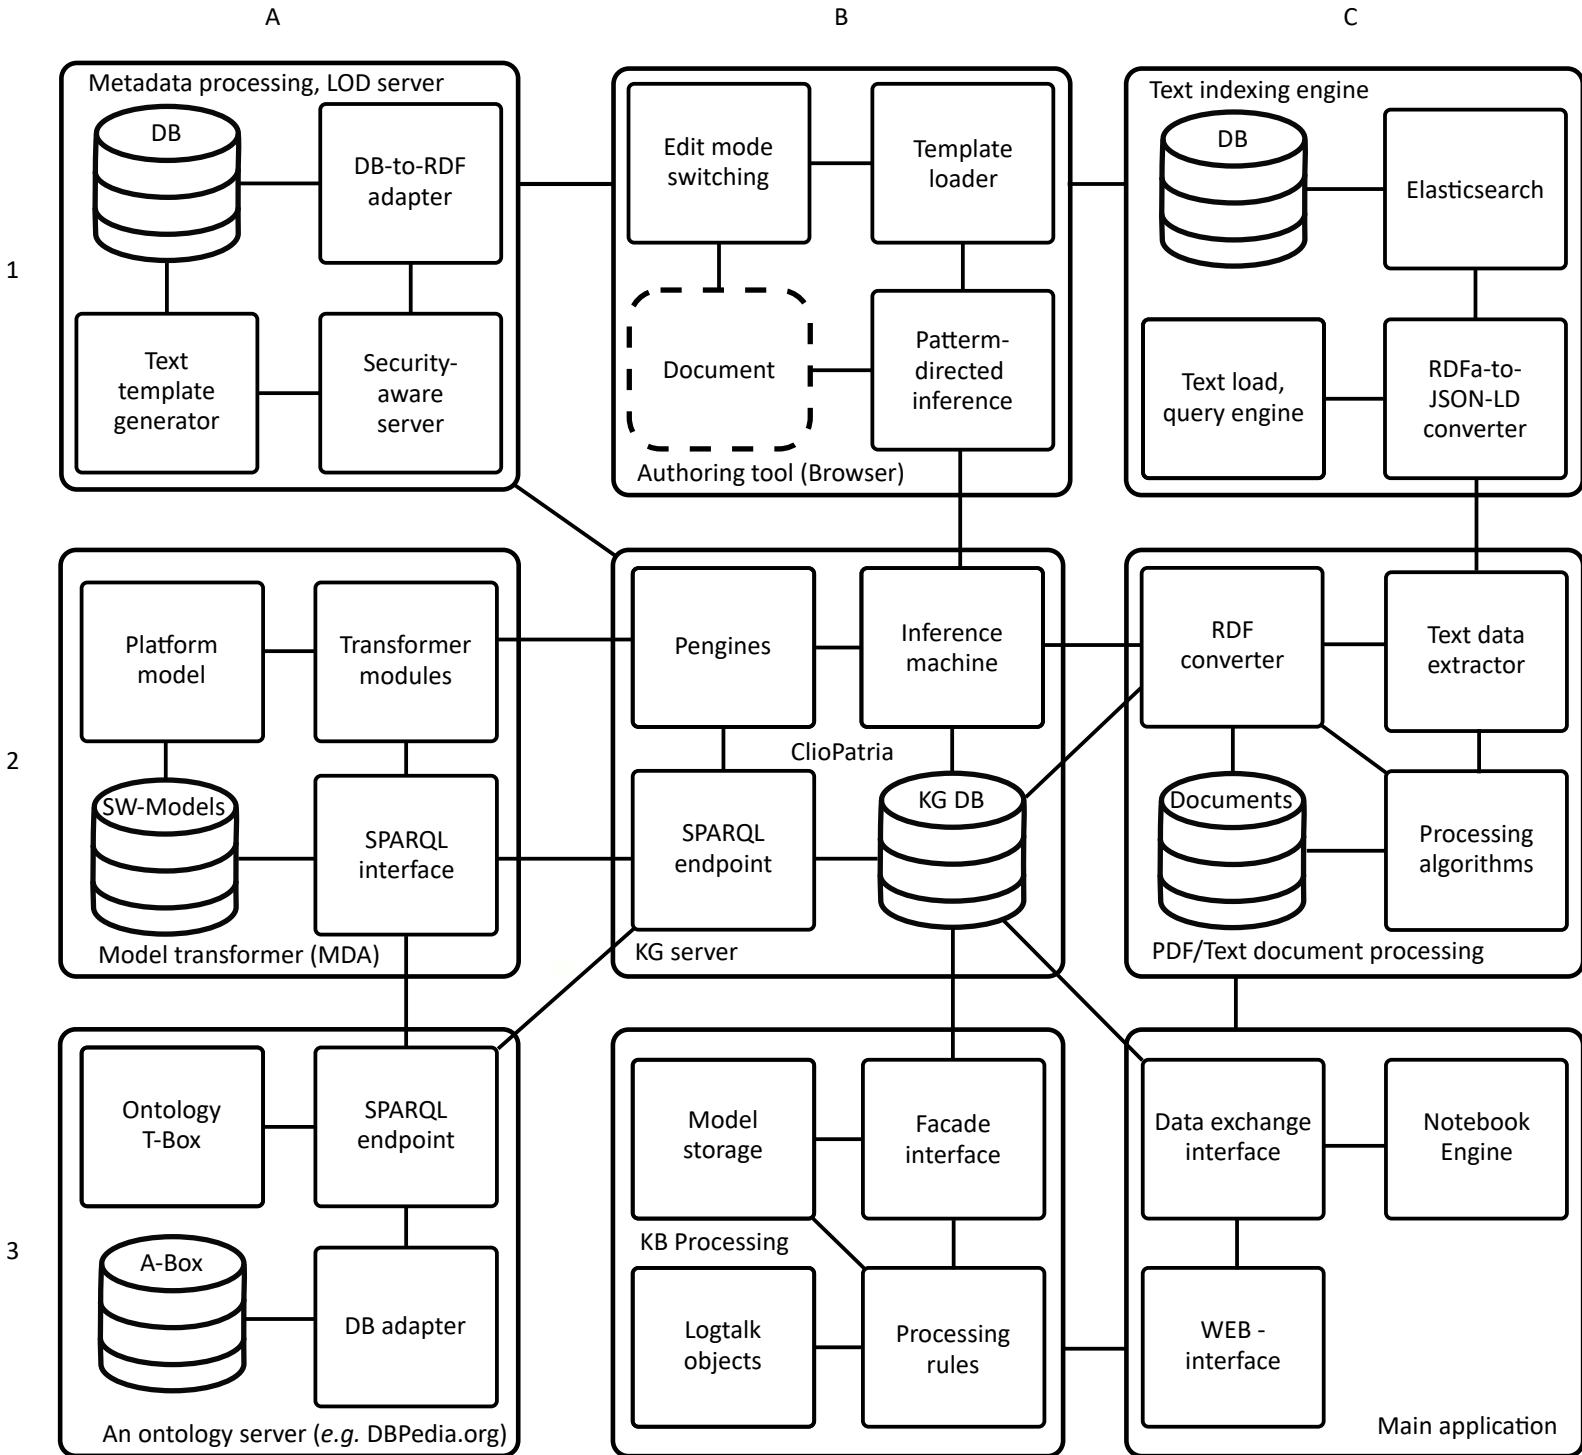 A
B
C
1
Metadata processing, LOD server
DB
DB-to-RDF
adapter
Text
template
generator
Security-
aware
server
Edit mode
switching
Template
loader
Document
Patterm-
directed
inference
Authoring tool (Browser)
Text indexing engine
DB
Elasticsearch
Text load,
query engine
RDFa-to-
JSON-LD
converter
2
Platform
model
Transformer
modules
SW-Models
SPARQL
interface
Model transformer (MDA)
Pengines
Inference
machine
ClioPatria
SPARQL
endpoint
KG DB
KG server
RDF
converter
Text data
extractor
Documents
Processing
algorithms
PDF/Text document processing
3
Ontology
T-Box
SPARQL
endpoint
A-Box
DB adapter
An ontology server (e.g. DBPedia.org)
Model
storage
Facade
interface
KB Processing
Logtalk
objects
Processing
rules
Data exchange
interface
Notebook
Engine
WEB -
interface
Main application